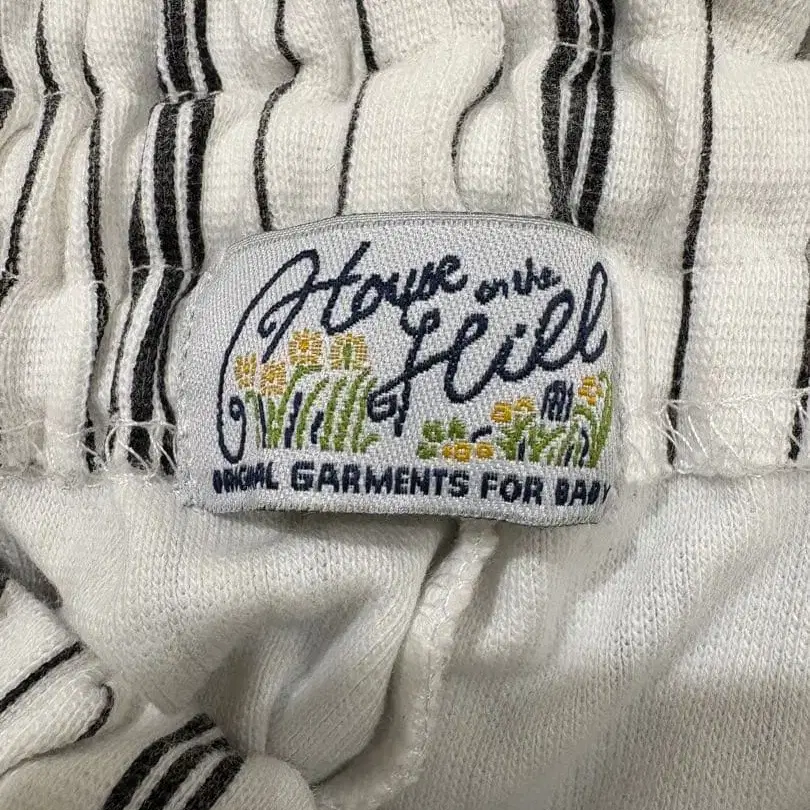 House on the
Hill
ORIGINAL GARMENTS FOR BABY